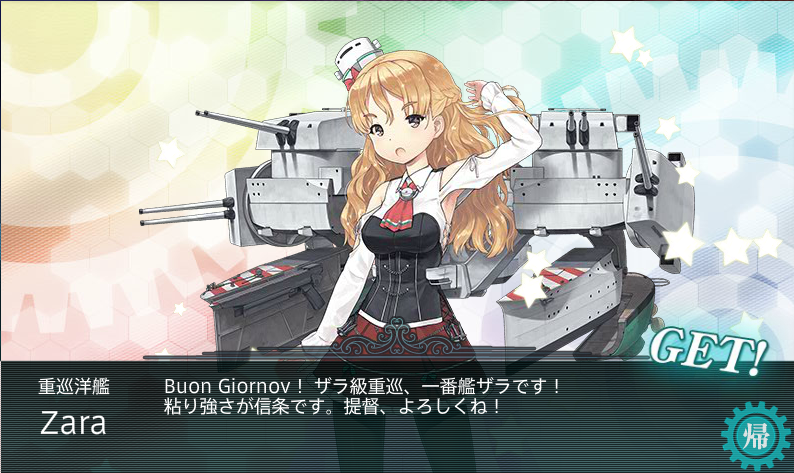 GET!
重巡洋艦
Zara
Buon Giornov！ ザラ級重巡、一番艦ザラです！
粘り強さが信条です。提督、よろしくね！
帰